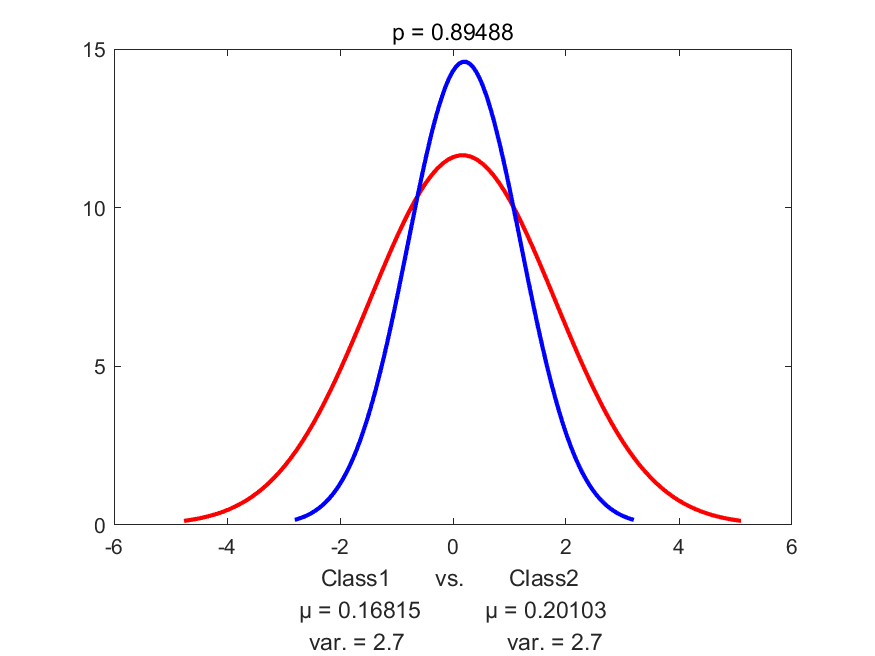 p = 0.89488
15
10
5
0
-6 -4 -2 0 2 4 6
Class1 vs. Class2
μ = 0.16815 μ = 0.20103
var. = 2.7 var. = 2.7